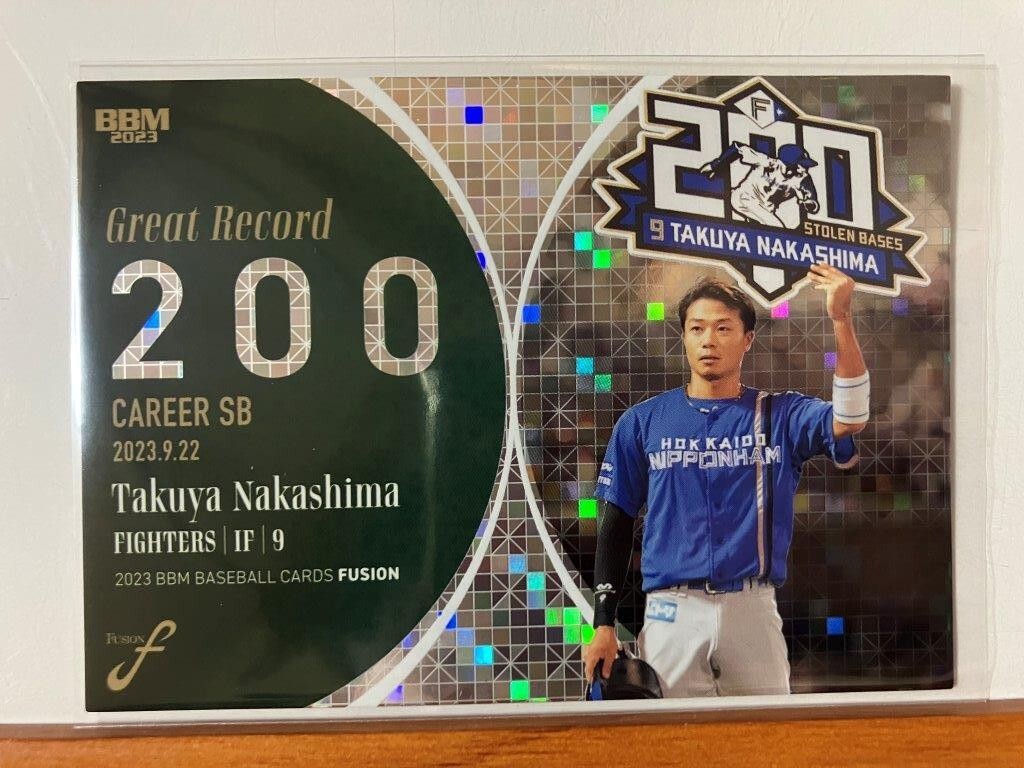 BBM
2023
Great Record
200
CAREER SB
2023.9.22
Takuya Nakashima
FIGHTERS | IF | 9
2023 BBM BASEBALL CARDS FUSION
FUSION
f
F
200
STOLEN BASES
9 TAKUYA NAKASHIMA
HOKKAIDO
NIPPONHAM